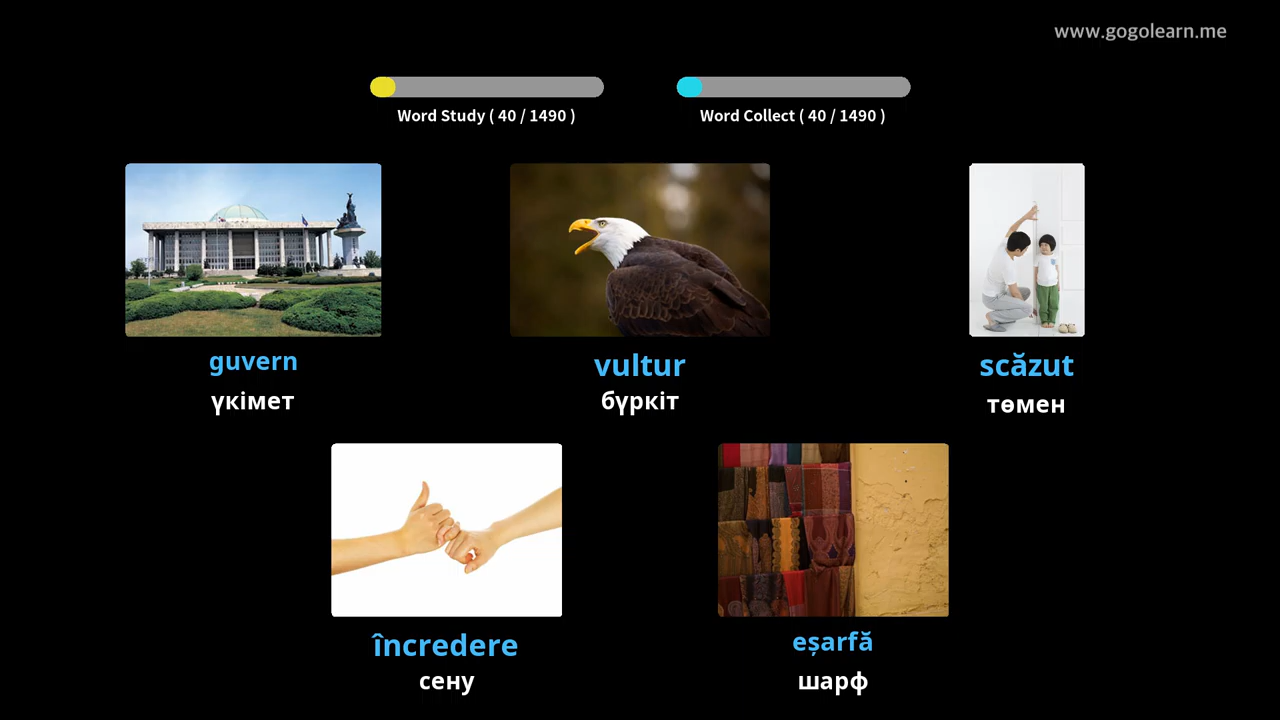 www.gogolearn.me
Word Study ( 40 / 1490 )
Word Collect ( 40 / 1490 )
guvern
үкімет
vultur
бүркіт
scăzut
төмен
încredere
сену
eșarfă
шарф